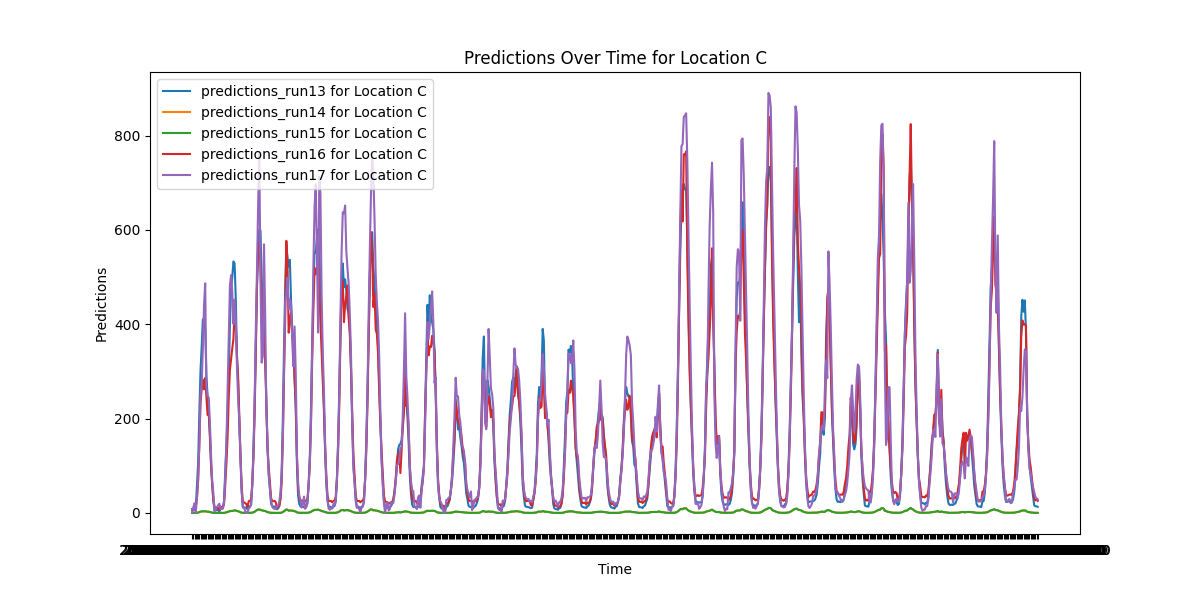 Predictions Over Time for Location C
predictions_run13 for Location C
predictions_run14 for Location C
predictions_run15 for Location C
predictions_run16 for Location C
predictions_run17 for Location C
800
600
400
200
0
Predictions
Time